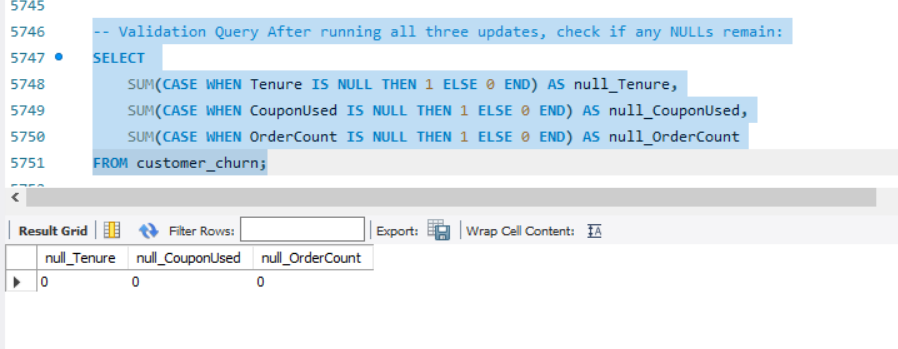 5745
5746 -- Validation Query After running all three updates, check if any NULLs remain:
5747 SELECT
5748 SUM(CASE WHEN Tenure IS NULL THEN 1 ELSE 0 END) AS null_Tenure,
5749 SUM(CASE WHEN CouponUsed IS NULL THEN 1 ELSE 0 END) AS null_CouponUsed,
5750 SUM(CASE WHEN OrderCount IS NULL THEN 1 ELSE 0 END) AS null_OrderCount
5751 FROM customer_churn;
Result Grid Filter Rows: Export: Wrap Cell Content: IA
null_Tenure null_CouponUsed null_OrderCount
0 0 0